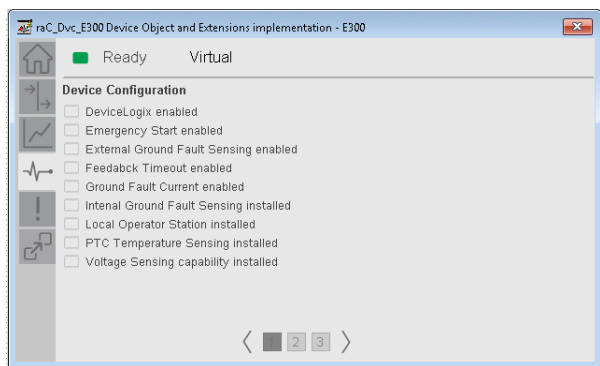 raC_Dvc_E300 Device Object and Extensions implementation - E300
Ready Virtual
Device Configuration
DeviceLogix enabled
Emergency Start enabled
External Ground Fault Sensing enabled
Feedabck Timeout enabled
Ground Fault Current enabled
Intenal Ground Fault Sensing installed
Local Operator Station installed
PTC Temperature Sensing installed
Voltage Sensing capability installed
1 2 3